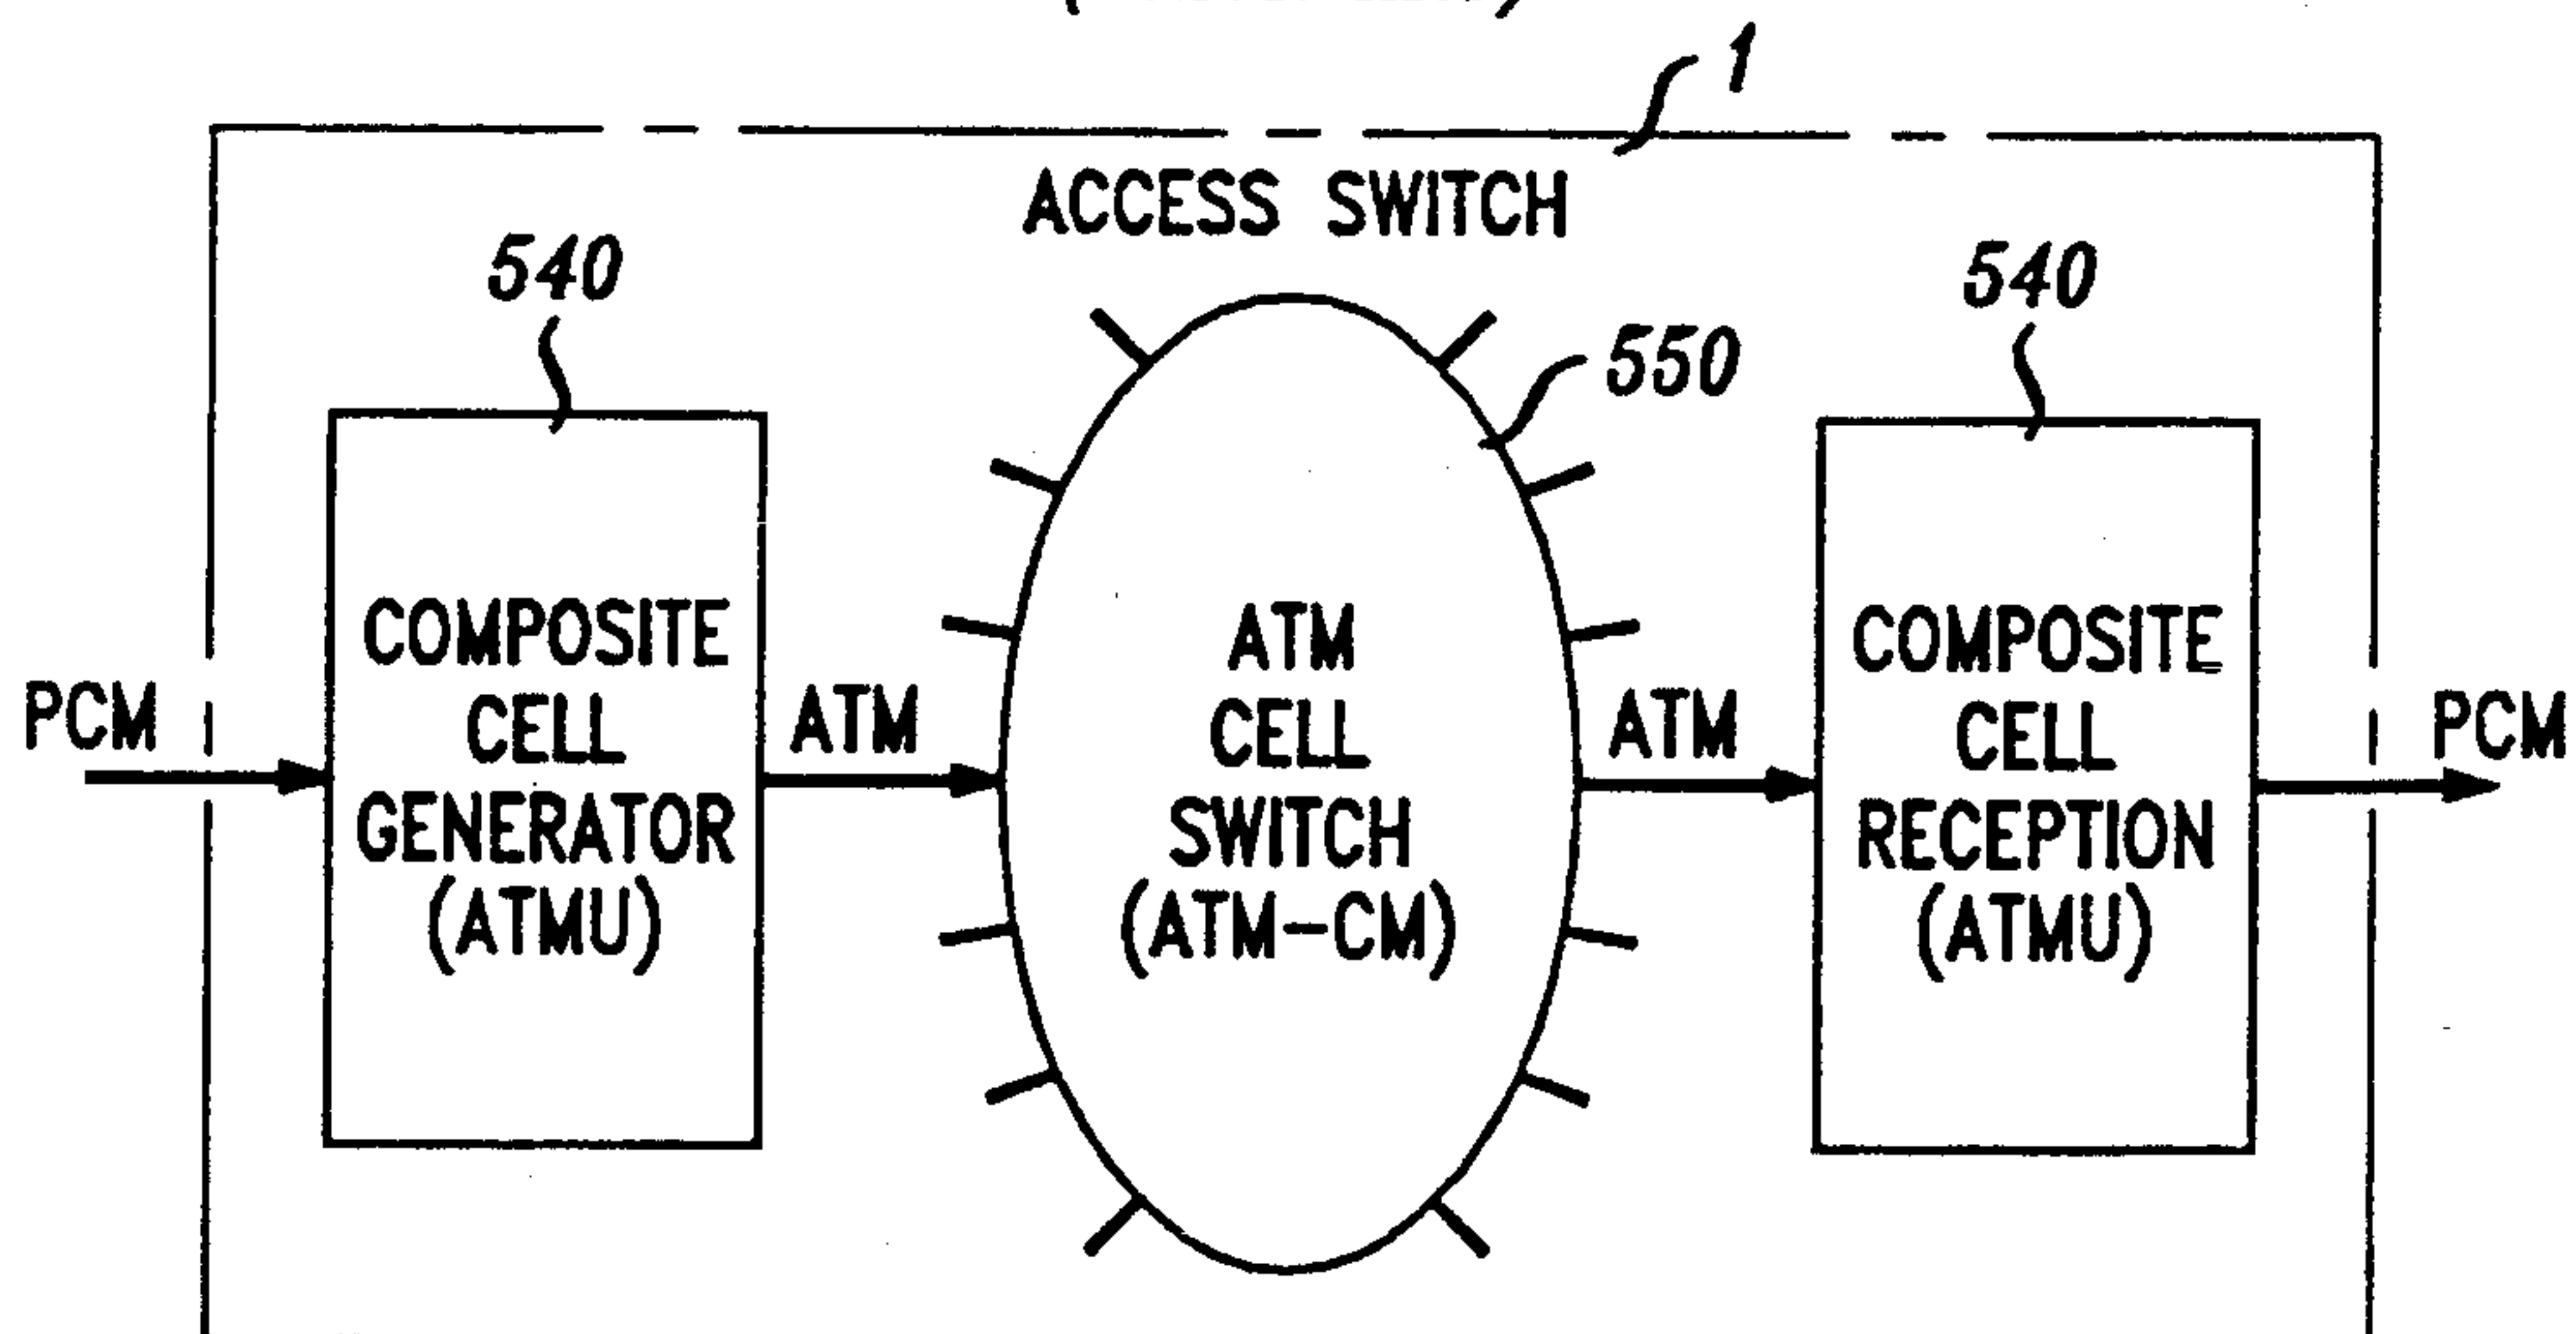 1
ACCESS SWITCH
540
540
550
COMPOSITE
CELL
GENERATOR
(ATMU)
ATM
CELL
SWITCH
(ATM-CM)
COMPOSITE
CELL
RECEPTION
(ATMU)
PCM
ATM
ATM
PCM